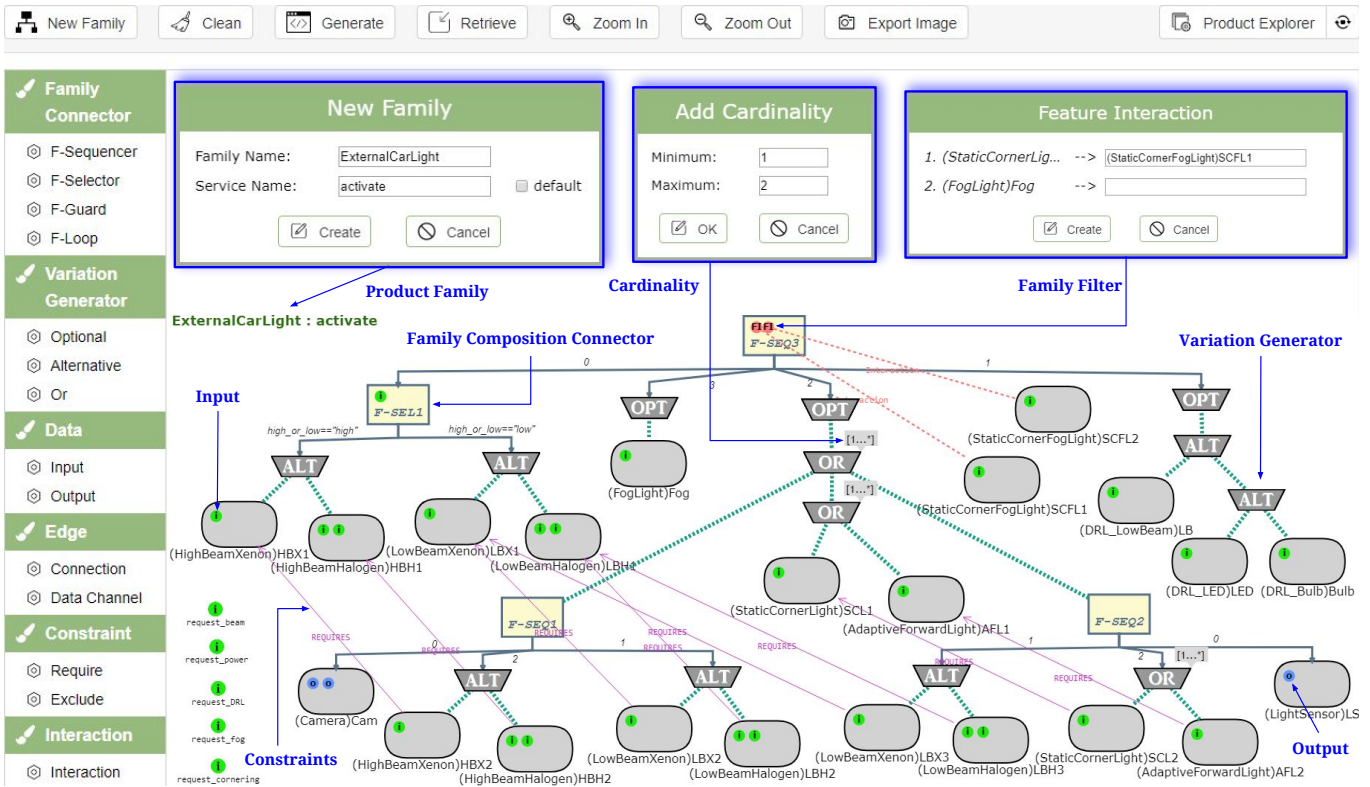 New Family
Clean
Generate
Retrieve
Zoom In
Zoom Out
Export Image
Product Explorer
Family
Connector
F-Sequencer
F-Selector
F-Guard
F-Loop
Variation
Generator
Optional
Alternative
Or
Data
Input
Output
Edge
Connection
Data Channel
Constraint
Require
Exclude
Interaction
Interaction
New Family
Family Name:
ExternalCarLight
Service Name:
activate
default
Create
Cancel
Add Cardinality
Minimum:
1
Maximum:
2
OK
Cancel
Feature Interaction
1. (StaticCornerLig... --> (StaticCornerFogLight)SCFL1
2. (FogLight)Fog -->
Create
Cancel
Product Family
Cardinality
Family Filter
ExternalCarLight : activate
Family Composition Connector
Variation Generator
FI FI
F-SEQ3
0
3
2
1
Interaction
Input
i
F-SEL1
high_or_low=="high"
high_or_low=="low"
OPT
OPT
OPT
[1...*]
i
(StaticCornerFogLight)SCFL2
ALT
ALT
i
(FogLight)Fog
OR
[1...*]
ALT
i
(StaticCornerFogLight)SCFL1
i
(DRL_LowBeam)LB
ALT
OR
i
(HighBeamXenon)HBX1
i i
(HighBeamHalogen)HBH1
i
(LowBeamXenon)LBX1
i i
(LowBeamHalogen)LBH1
i
(DRL_LED)LED
i
(DRL_Bulb)Bulb
i
(StaticCornerLight)SCL1
i
(AdaptiveForwardLight)AFL1
i
request_beam
i
request_power
i
request_DRL
i
request_fog
i
request_cornering
F-SEQ1
F-SEQ2
REQUIRES
REQUIRES
REQUIRES
REQUIRES
REQUIRES
REQUIRES
REQUIRES
REQUIRES
0
2
1
1
2
0
[1...*]
o o
(Camera)Cam
ALT
ALT
ALT
OR
o
(LightSensor)LS
i
(HighBeamXenon)HBX2
i i
(HighBeamHalogen)HBH2
i
(LowBeamXenon)LBX2
i i
(LowBeamHalogen)LBH2
i
(LowBeamXenon)LBX3
i i
(LowBeamHalogen)LBH3
i
(StaticCornerLight)SCL2
i
(AdaptiveForwardLight)AFL2
Constraints
Output